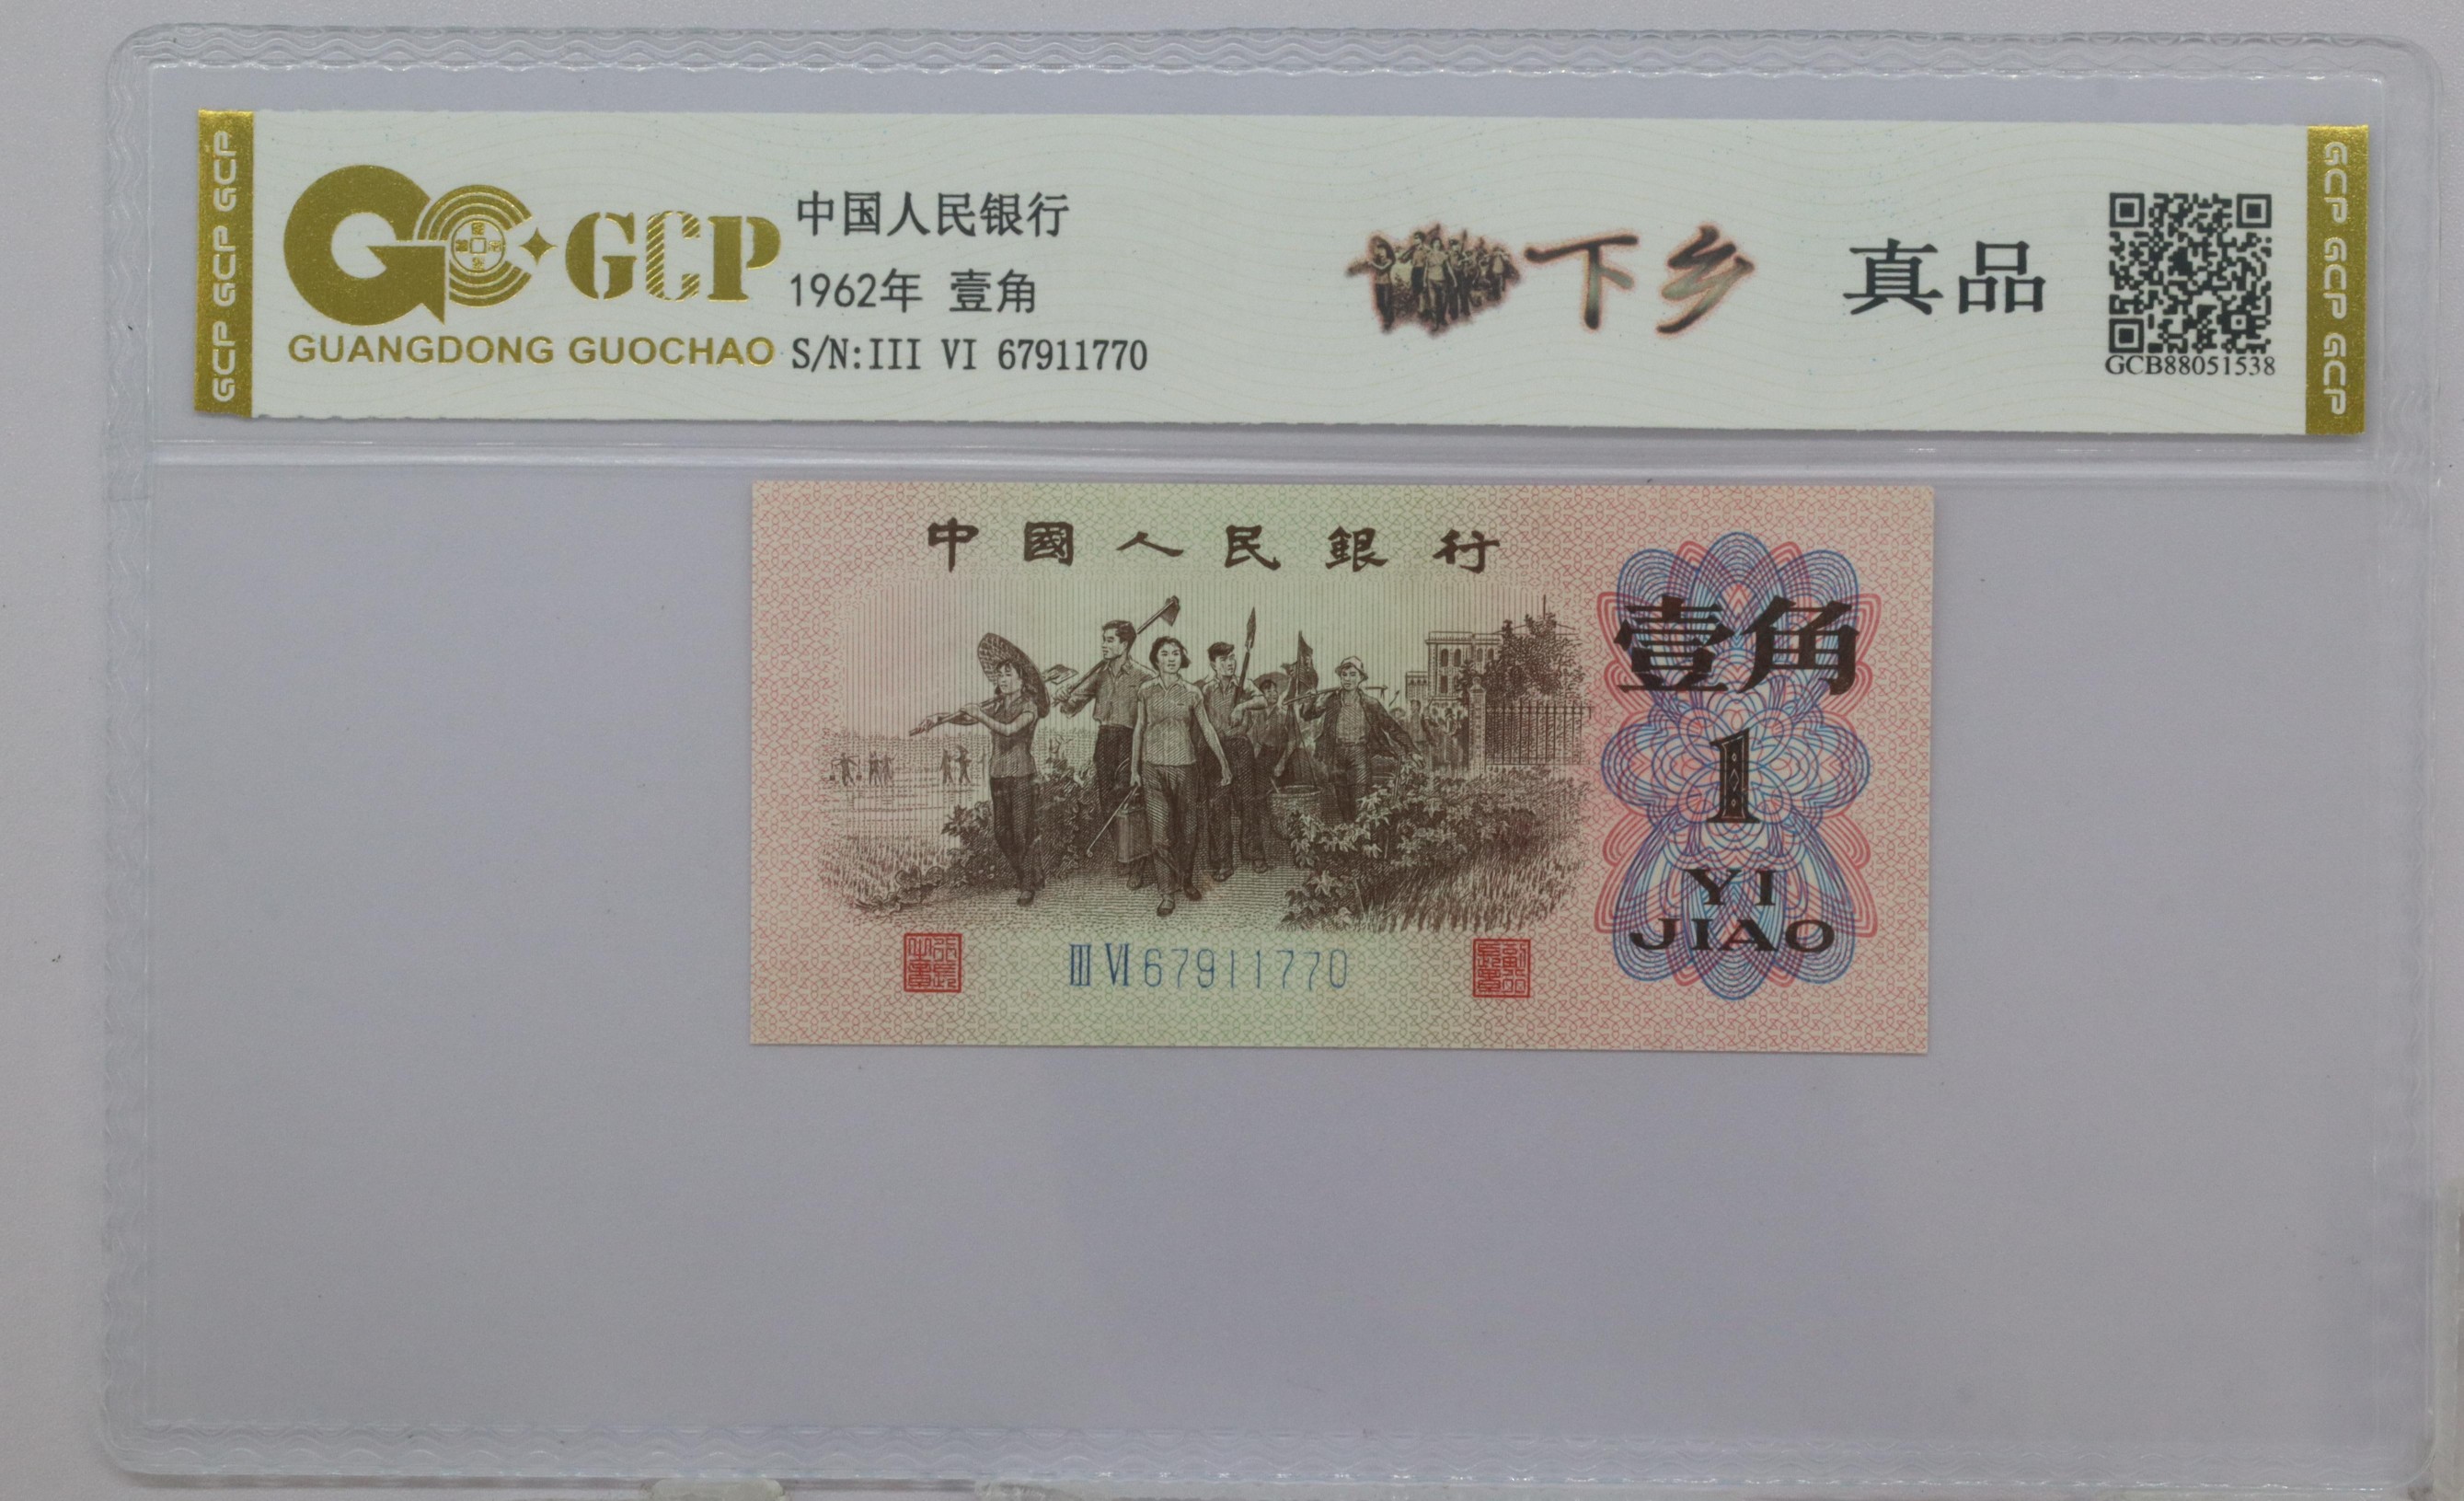 GCP GCP GCP
GCP
GUANGDONG GUOCHAO
中国人民银行
1962年 壹角
S/N:III VI 67911770
下乡 真品
GCB88051538
GCP GCP GCP
中國人民銀行
壹角
1
YI
JIAO
III VI 67911770